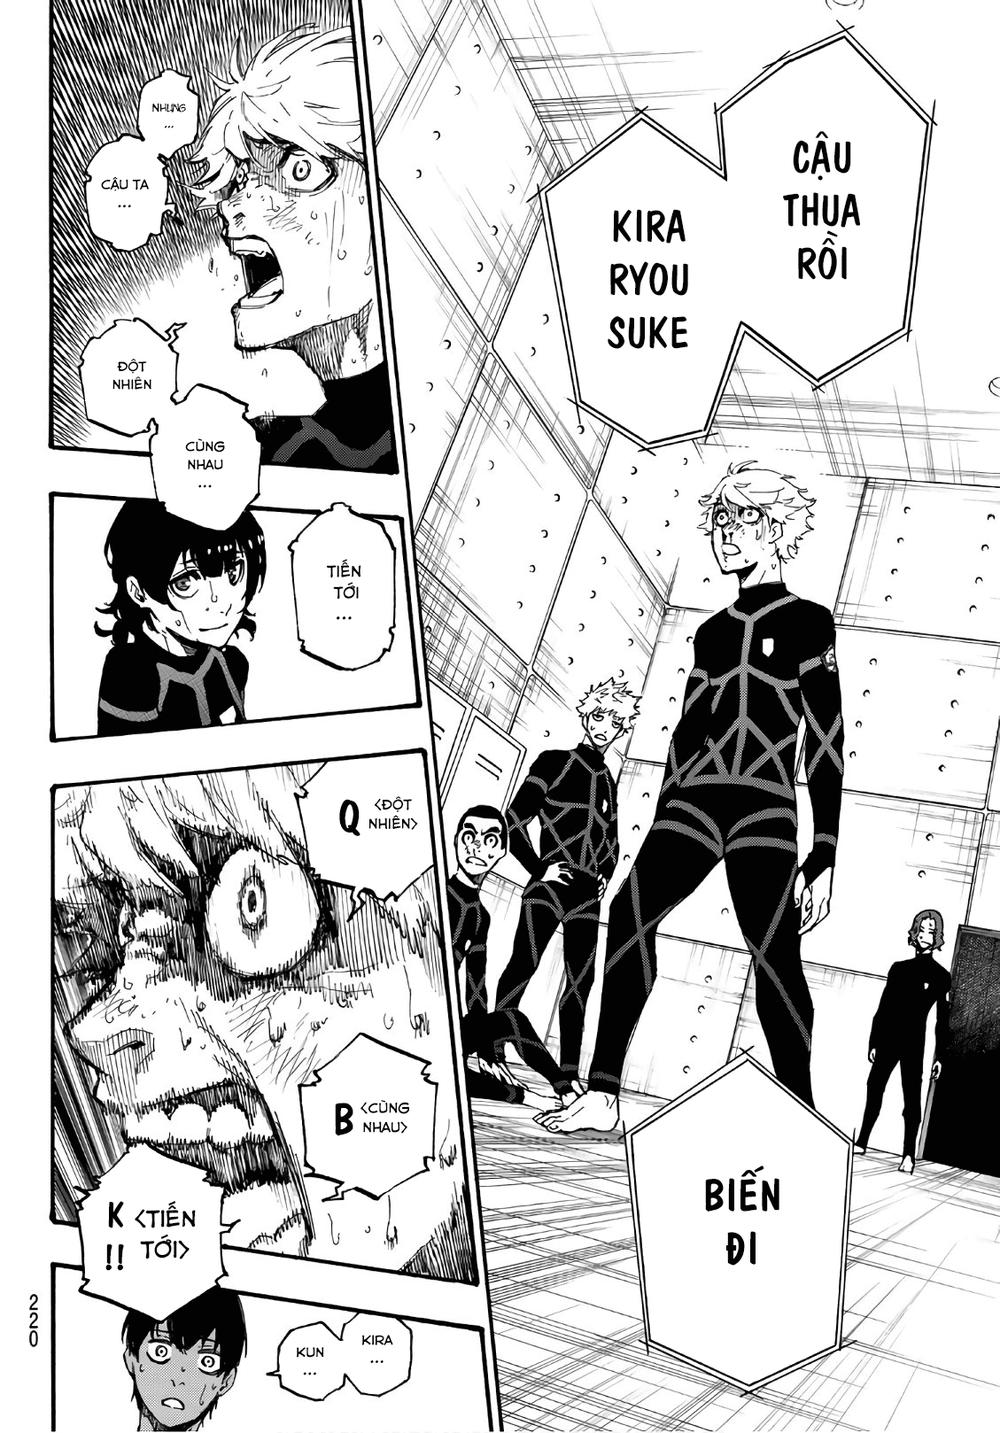 CẬU
THUA
RỒI
KIRA
RYOU
SUKE
BIẾN
ĐI
NHƯNG
...
CẬU TA
...
ĐỘT
NHIÊN
CÙNG
NHAU
...
TIẾN
TỚI
...
Q <ĐỘT
NHIÊN>
B <CÙNG
NHAU>
K <TIẾN
!! TỚI>
KIRA
...
KUN
...
220